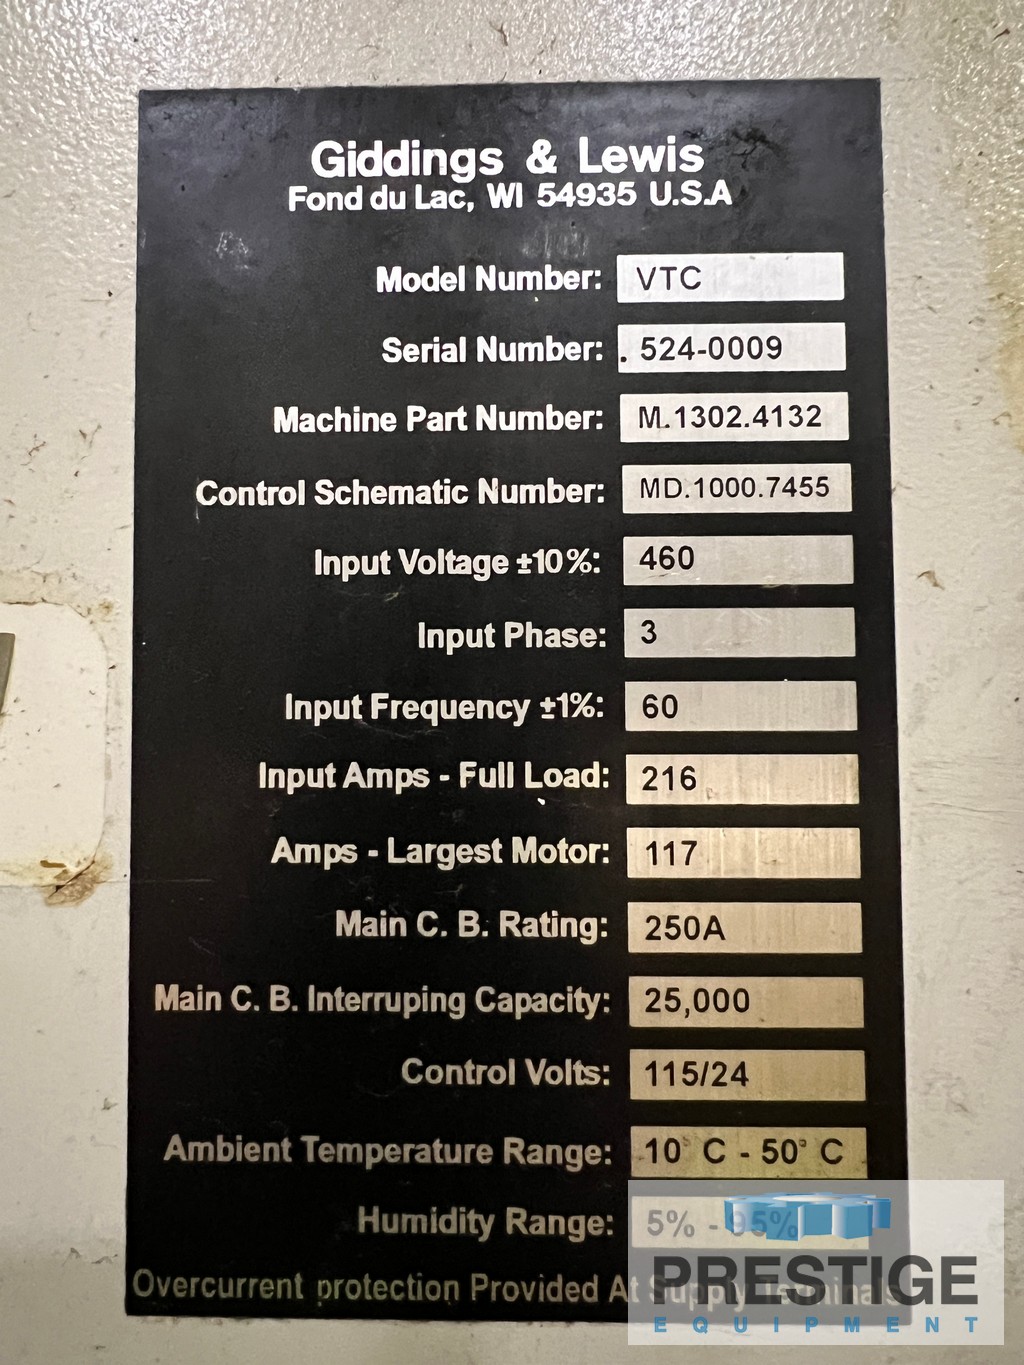 Giddings & Lewis
Fond du Lac, WI 54935 U.S.A
Model Number: VTC
Serial Number: . 524-0009
Machine Part Number: M.1302.4132
Control Schematic Number: MD.1000.7455
Input Voltage ±10%: 460
Input Phase: 3
Input Frequency ±1%: 60
Input Amps - Full Load: 216
Amps - Largest Motor: 117
Main C. B. Rating: 250A
Main C. B. Interruping Capacity: 25,000
Control Volts: 115/24
Ambient Temperature Range: 10° C - 50° C
Humidity Range: 5% - 95%
Overcurrent protection Provided At Supply Terminals
PRESTIGE
EQUIPMENT